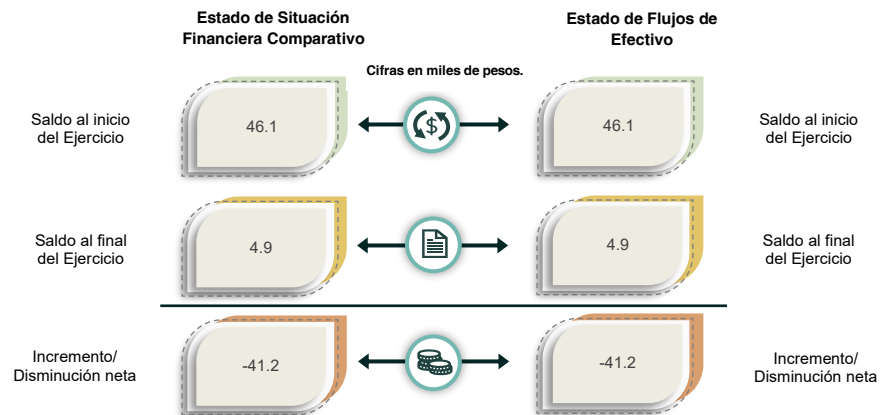 Estado de Situación
Financiera Comparativo
Estado de Flujos de
Efectivo
Cifras en miles de pesos.
Saldo al inicio
del Ejercicio
46.1
$
46.1
Saldo al inicio
del Ejercicio
Saldo al final
del Ejercicio
4.9
4.9
Saldo al final
del Ejercicio
Incremento/
Disminución neta
-41.2
-41.2
Incremento/
Disminución neta